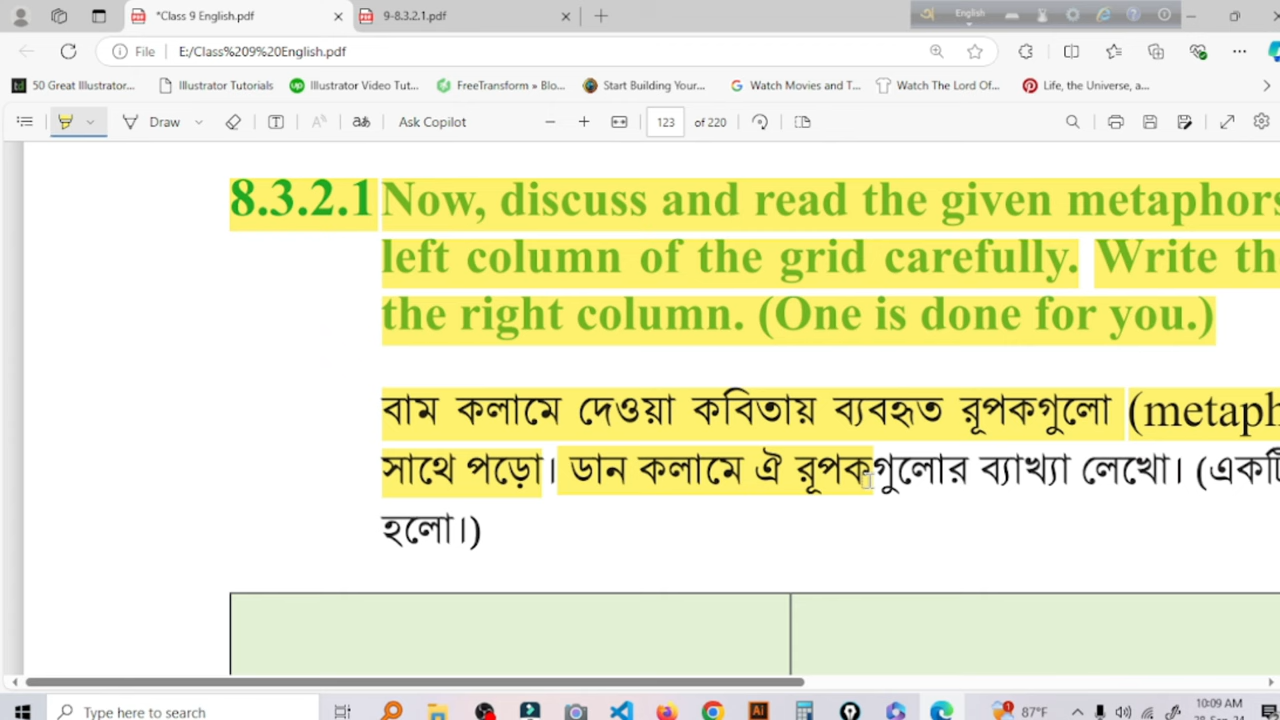 *Class 9 English.pdf
9-8.3.2.1.pdf
English
File
E:/Class%209%20English.pdf
50 Great Illustrator...
Illustrator Tutorials
Illustrator Video Tut...
FreeTransform » Blo...
Start Building Your...
Watch Movies and T...
Watch The Lord Of...
Life, the Universe, a...
Draw
Ask Copilot
123 of 220
8.3.2.1 Now, discuss and read the given metaphors
left column of the grid carefully. Write th
the right column. (One is done for you.)
বাম কলামে দেওয়া কবিতায় ব্যবহৃত রূপকগুলো (metaph
সাথে পড়ো। ডান কলামে ঐ রূপকগুলোর ব্যাখ্যা লেখো। (একটি
হলো।)
Type here to search
87°F
10:09 AM